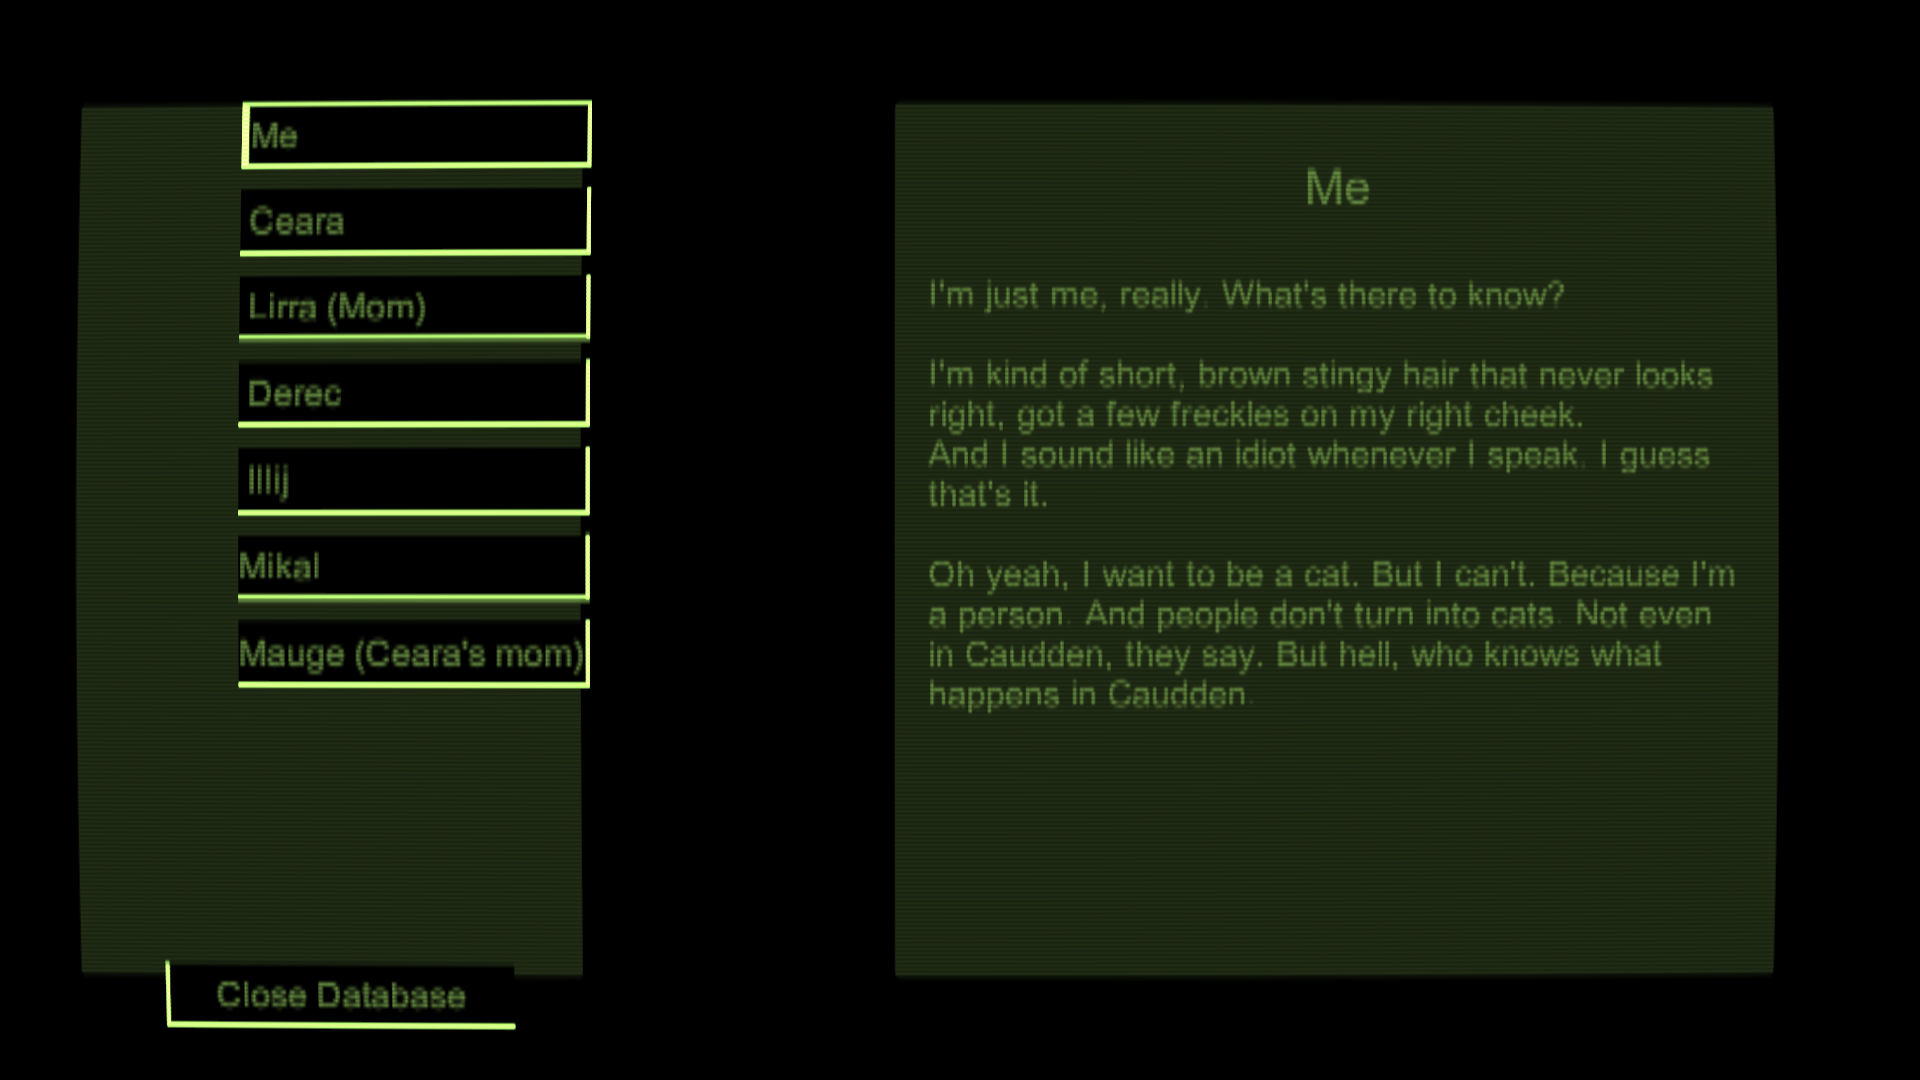 Me
Ceara
Lirra (Mom)
Derec
Mikal
Mauge (Ceara's mom)
Close Database
Me
I'm just me, really. What's there to know?
I'm kind of short, brown stingy hair that never looks
right, got a few freckles on my right cheek.
And I sound like an idiot whenever I speak. I guess
that's it.
Oh yeah, I want to be a cat. But I can't. Because I'm
a person. And people don't turn into cats. Not even
in Caudden, they say. But hell, who knows what
happens in Caudden.